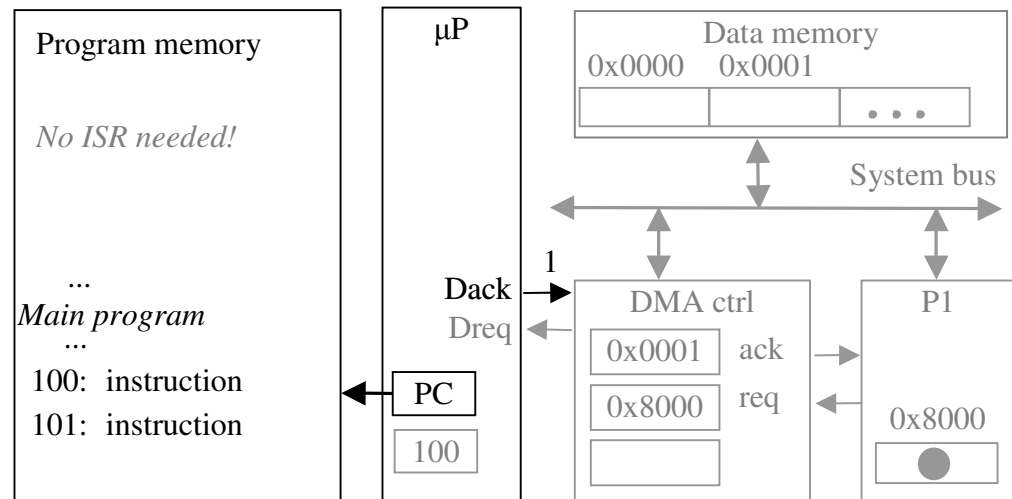 Program memory
No ISR needed!
...
Main program
...
100: instruction
101: instruction
μP
Dack
Dreq
PC
100
1
Data memory
0x0000 0x0001
...
System bus
DMA ctrl
0x0001
ack
0x8000
req
P1
0x8000